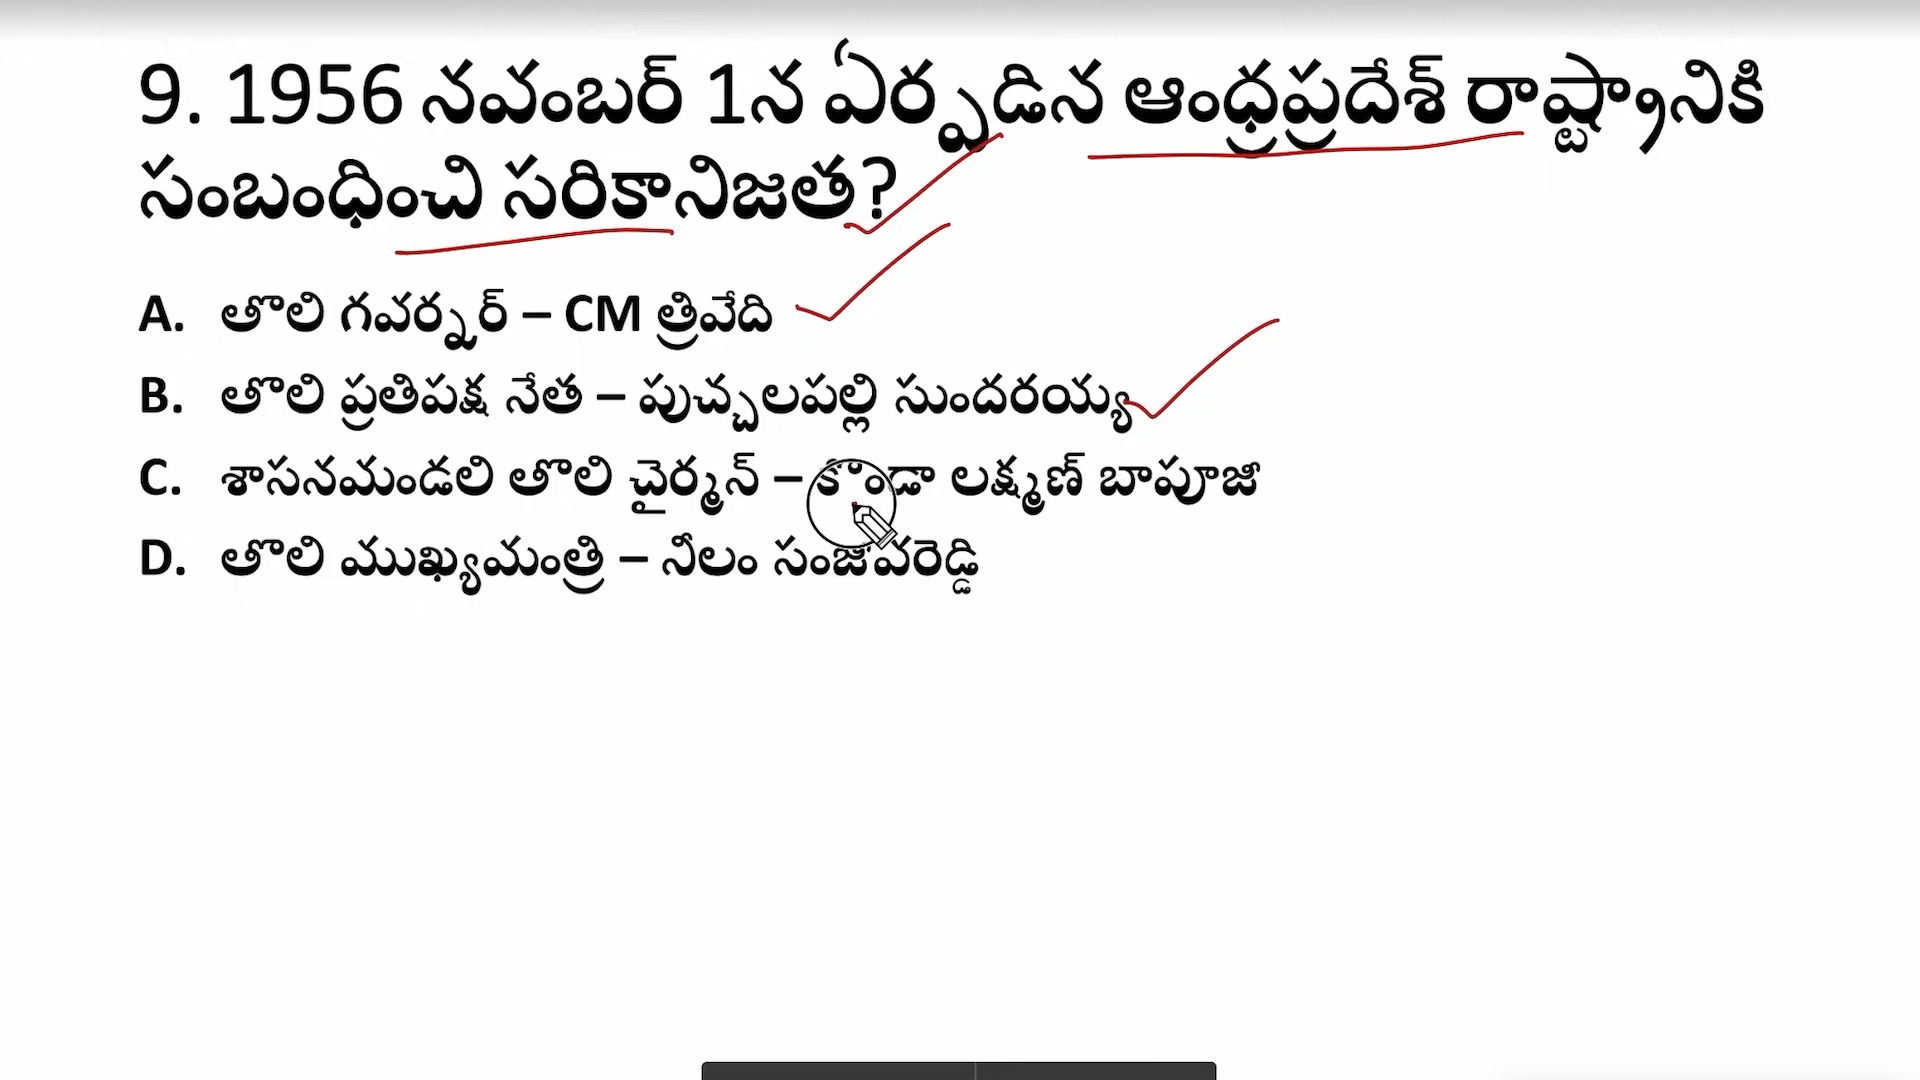 9. 1956 నవంబర్ 1న ఏర్పడిన ఆంధ్రప్రదేశ్ రాష్ట్రానికి
సంబంధించి సరికానిజత?
A. తొలి గవర్నర్ – CM త్రివేది
B. తొలి ప్రతిపక్ష నేత – పుచ్చలపల్లి సుందరయ్య
C. శాసనమండలి తొలి చైర్మన్ – కొండా లక్ష్మణ్ బాపూజీ
D. తొలి ముఖ్యమంత్రి – నీలం సంజీవరెడ్డి